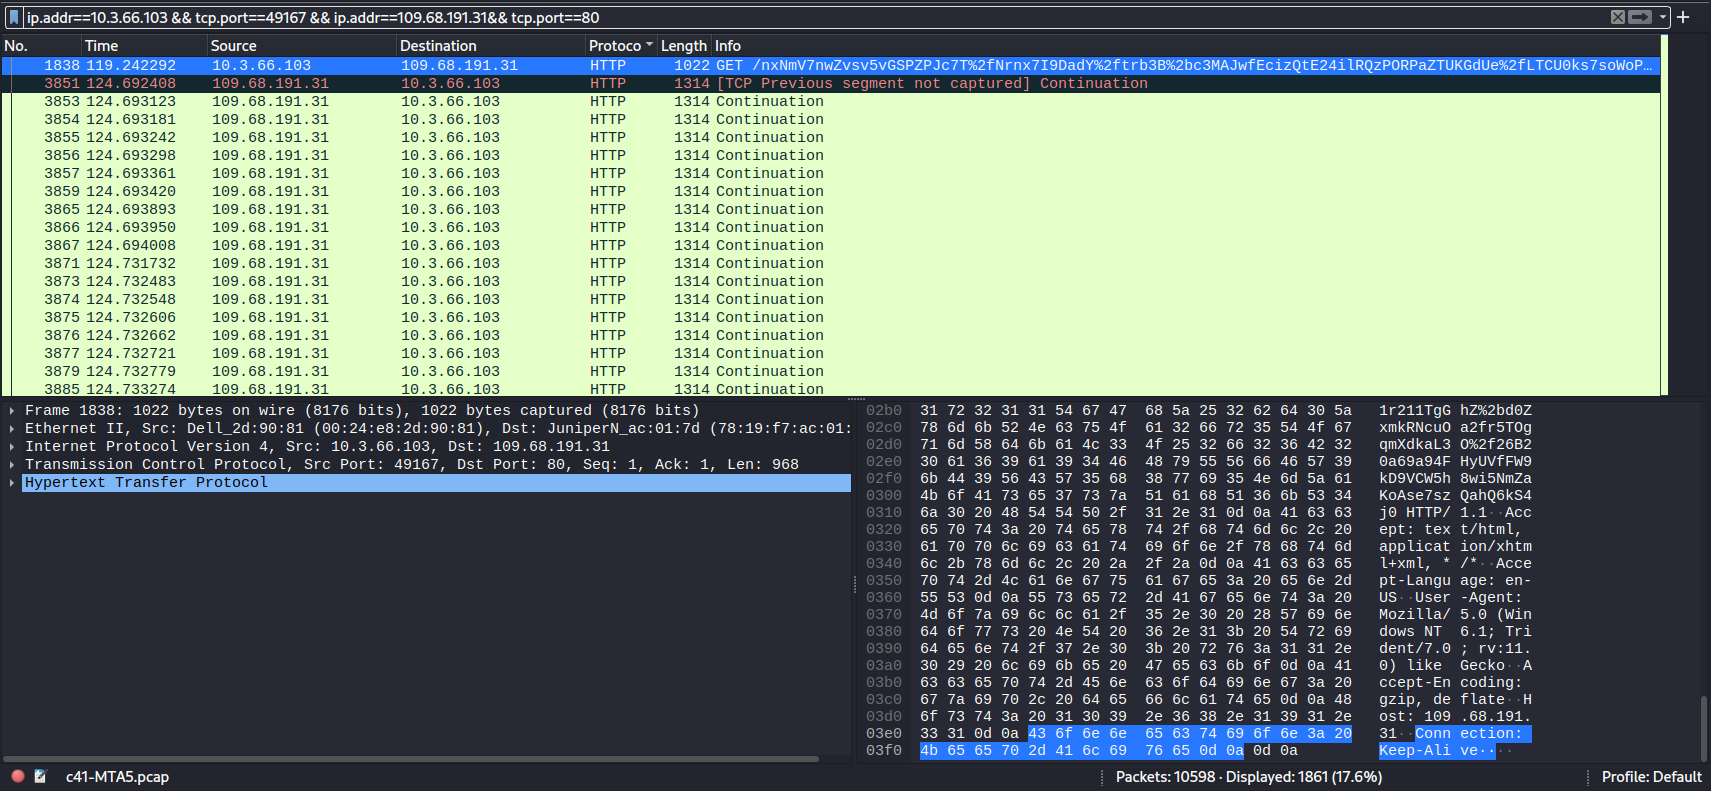 ip.addr==10.3.66.103 && tcp.port==49167 && ip.addr==109.68.191.31&& tcp.port==80
No. Time Source Destination Protoco Length Info
1838 119.242292 10.3.66.103 109.68.191.31 HTTP 1022 GET /nxNmV7nwZvsv5vGSPZPJc7T%2fNrnx7I9DadY%2ftrb3B%2bc3MAJwfEcizQtE24ilRQzPORPaZTUKGdUe%2fLTCU0ks7soWoP…
3851 124.692408 109.68.191.31 10.3.66.103 HTTP 1314 [TCP Previous segment not captured] Continuation
3853 124.693123 109.68.191.31 10.3.66.103 HTTP 1314 Continuation
3854 124.693181 109.68.191.31 10.3.66.103 HTTP 1314 Continuation
3855 124.693242 109.68.191.31 10.3.66.103 HTTP 1314 Continuation
3856 124.693298 109.68.191.31 10.3.66.103 HTTP 1314 Continuation
3857 124.693361 109.68.191.31 10.3.66.103 HTTP 1314 Continuation
3859 124.693420 109.68.191.31 10.3.66.103 HTTP 1314 Continuation
3865 124.693893 109.68.191.31 10.3.66.103 HTTP 1314 Continuation
3866 124.693950 109.68.191.31 10.3.66.103 HTTP 1314 Continuation
3867 124.694008 109.68.191.31 10.3.66.103 HTTP 1314 Continuation
3871 124.731732 109.68.191.31 10.3.66.103 HTTP 1314 Continuation
3873 124.732483 109.68.191.31 10.3.66.103 HTTP 1314 Continuation
3874 124.732548 109.68.191.31 10.3.66.103 HTTP 1314 Continuation
3875 124.732606 109.68.191.31 10.3.66.103 HTTP 1314 Continuation
3876 124.732662 109.68.191.31 10.3.66.103 HTTP 1314 Continuation
3877 124.732721 109.68.191.31 10.3.66.103 HTTP 1314 Continuation
3879 124.732779 109.68.191.31 10.3.66.103 HTTP 1314 Continuation
3885 124.733274 109.68.191.31 10.3.66.103 HTTP 1314 Continuation
Frame 1838: 1022 bytes on wire (8176 bits), 1022 bytes captured (8176 bits)
Ethernet II, Src: Dell_2d:90:81 (00:24:e8:2d:90:81), Dst: JuniperN_ac:01:7d (78:19:f7:ac:01:
Internet Protocol Version 4, Src: 10.3.66.103, Dst: 109.68.191.31
Transmission Control Protocol, Src Port: 49167, Dst Port: 80, Seq: 1, Ack: 1, Len: 968
Hypertext Transfer Protocol
02b0 31 72 32 31 31 54 67 47 68 5a 25 32 62 64 30 5a 1r211TgG hZ%2bd0Z
02c0 78 6d 6b 52 4e 63 75 4f 61 32 66 72 35 54 4f 67 xmkRNcuO a2fr5TOg
02d0 71 6d 58 64 6b 61 4c 33 4f 25 32 66 32 36 42 32 qmXdkaL3 O%2f26B2
02e0 30 61 36 39 61 39 34 46 48 79 55 56 66 46 57 39 0a69a94F HyUVfFW9
02f0 6b 44 39 56 43 57 35 68 38 77 69 35 4e 6d 5a 61 kD9VCW5h 8wi5NmZa
0300 4b 6f 41 73 65 37 73 7a 51 61 68 51 36 6b 53 34 KoAse7sz QahQ6kS4
0310 6a 30 20 48 54 54 50 2f 31 2e 31 0d 0a 41 63 63 j0 HTTP/ 1.1··Acc
0320 65 70 74 3a 20 74 65 78 74 2f 68 74 6d 6c 2c 20 ept: tex t/html,
0330 61 70 70 6c 69 63 61 74 69 6f 6e 2f 78 68 74 6d applicat ion/xhtm
0340 6c 2b 78 6d 6c 2c 20 2a 2f 2a 0d 0a 41 63 63 65 l+xml, * /*··Acce
0350 70 74 2d 4c 61 6e 67 75 61 67 65 3a 20 65 6e 2d pt-Langu age: en-
0360 55 53 0d 0a 55 73 65 72 2d 41 67 65 6e 74 3a 20 US··User -Agent:
0370 4d 6f 7a 69 6c 6c 61 2f 35 2e 30 20 28 57 69 6e Mozilla/ 5.0 (Win
0380 64 6f 77 73 20 4e 54 20 36 2e 31 3b 20 54 72 69 dows NT 6.1; Tri
0390 64 65 6e 74 2f 37 2e 30 3b 20 72 76 3a 31 31 2e dent/7.0 ; rv:11.
03a0 30 29 20 6c 69 6b 65 20 47 65 63 6b 6f 0d 0a 41 0) like Gecko··A
03b0 63 63 65 70 74 2d 45 6e 63 6f 64 69 6e 67 3a 20 ccept-En coding:
03c0 67 7a 69 70 2c 20 64 65 66 6c 61 74 65 0d 0a 48 gzip, de flate··H
03d0 6f 73 74 3a 20 31 30 39 2e 36 38 2e 31 39 31 2e ost: 109 .68.191.
03e0 33 31 0d 0a 43 6f 6e 6e 65 63 74 69 6f 6e 3a 20 31··Conn ection:
03f0 4b 65 65 70 2d 41 6c 69 76 65 0d 0a 0d 0a Keep-Ali ve····
c41-MTA5.pcap Packets: 10598 · Displayed: 1861 (17.6%) Profile: Default